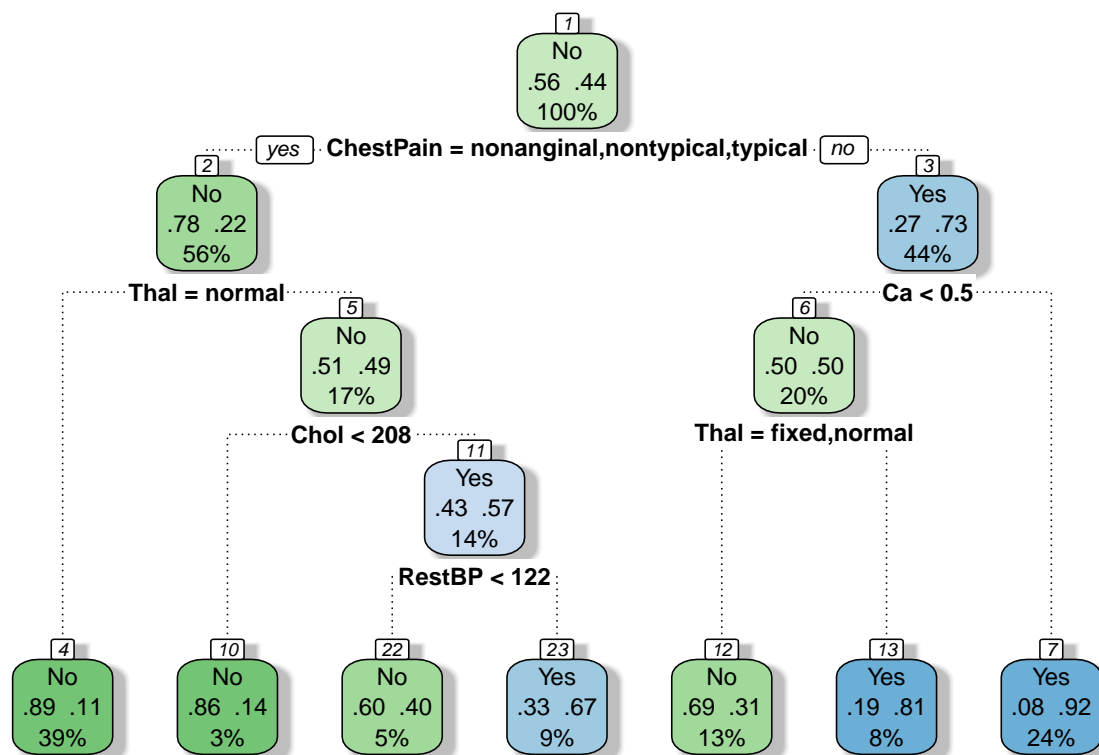 1
No
.56 .44
100%
yes ChestPain = nonanginal,nontypical,typical no
2
No
.78 .22
56%
3
Yes
.27 .73
44%
Thal = normal
Ca < 0.5
5
No
.51 .49
17%
6
No
.50 .50
20%
Chol < 208
Thal = fixed,normal
11
Yes
.43 .57
14%
RestBP < 122
4
No
.89 .11
39%
10
No
.86 .14
3%
22
No
.60 .40
5%
23
Yes
.33 .67
9%
12
No
.69 .31
13%
13
Yes
.19 .81
8%
7
Yes
.08 .92
24%